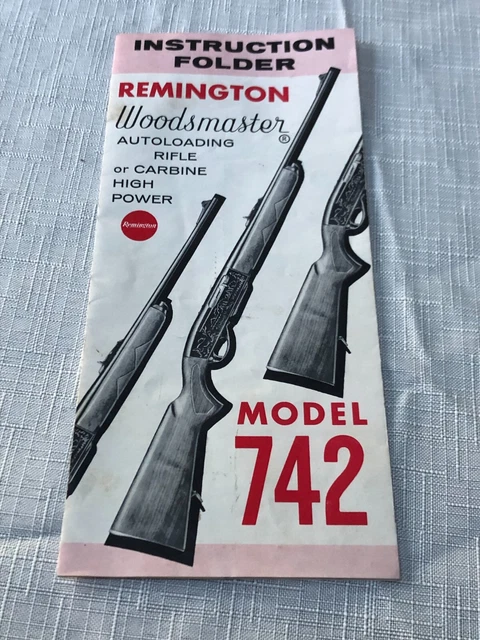 INSTRUCTION
FOLDER
REMINGTON
Woodsmaster®
AUTOLOADING
RIFLE
or CARBINE
HIGH
POWER
Remington
MODEL
742